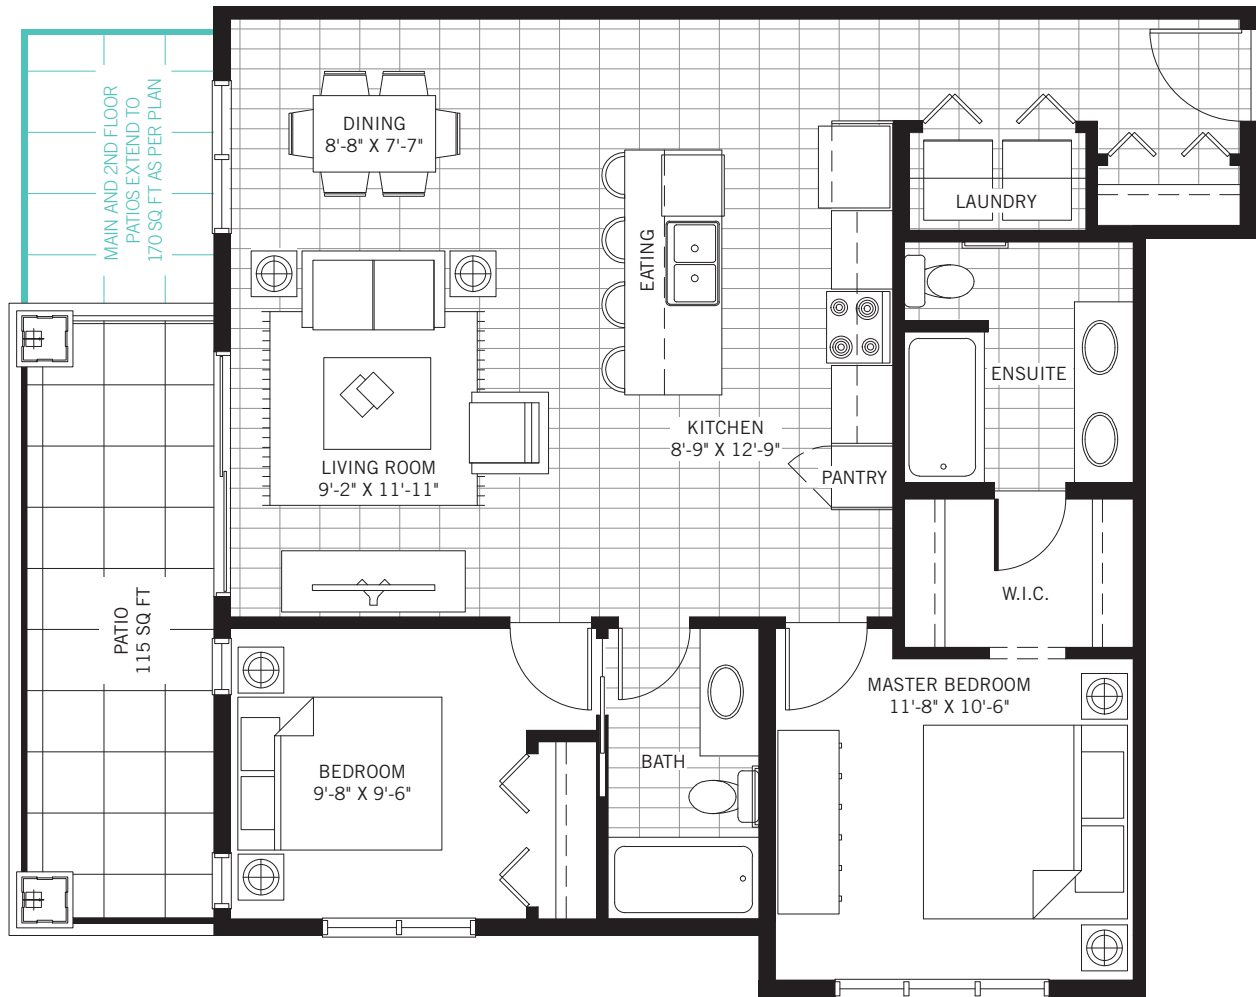 MAIN AND 2ND FLOOR
PATIOS EXTEND TO
170 SQ FT AS PER PLAN
DINING
8'-8" X 7'-7"
LAUNDRY
EATING
ENSUITE
KITCHEN
8'-9" X 12'-9"
LIVING ROOM
9'-2" X 11'-11"
PANTRY
PATIO
115 SQ FT
W.I.C.
MASTER BEDROOM
11'-8" X 10'-6"
BEDROOM
9'-8" X 9'-6"
BATH